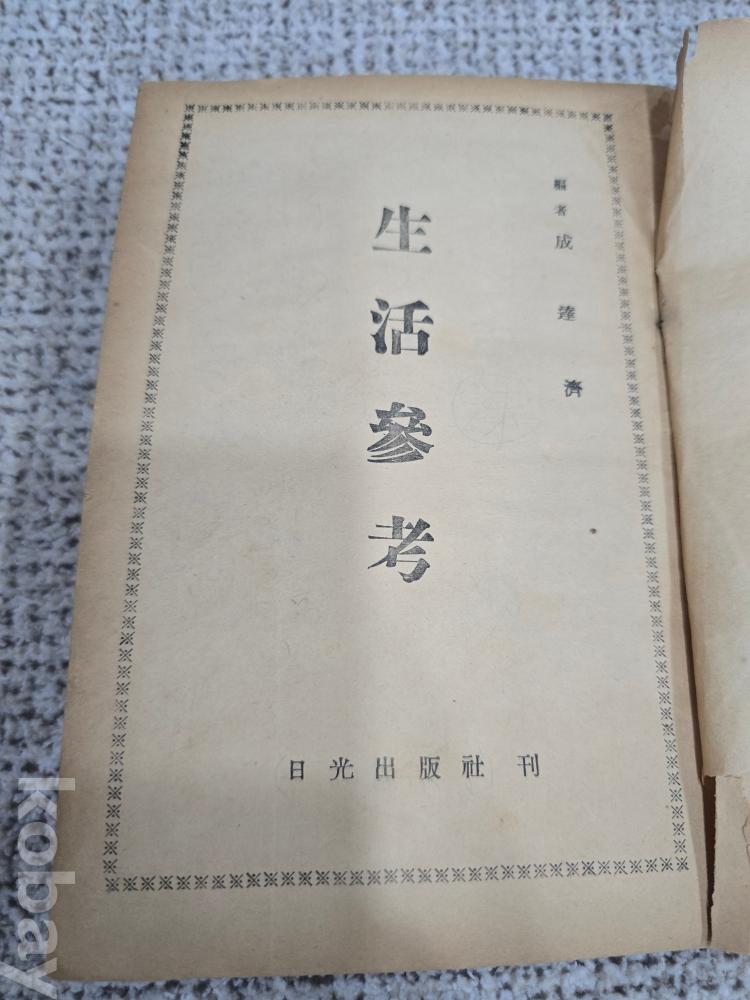 編者 成達濟
生活參考
日光出版社 刊
kobay